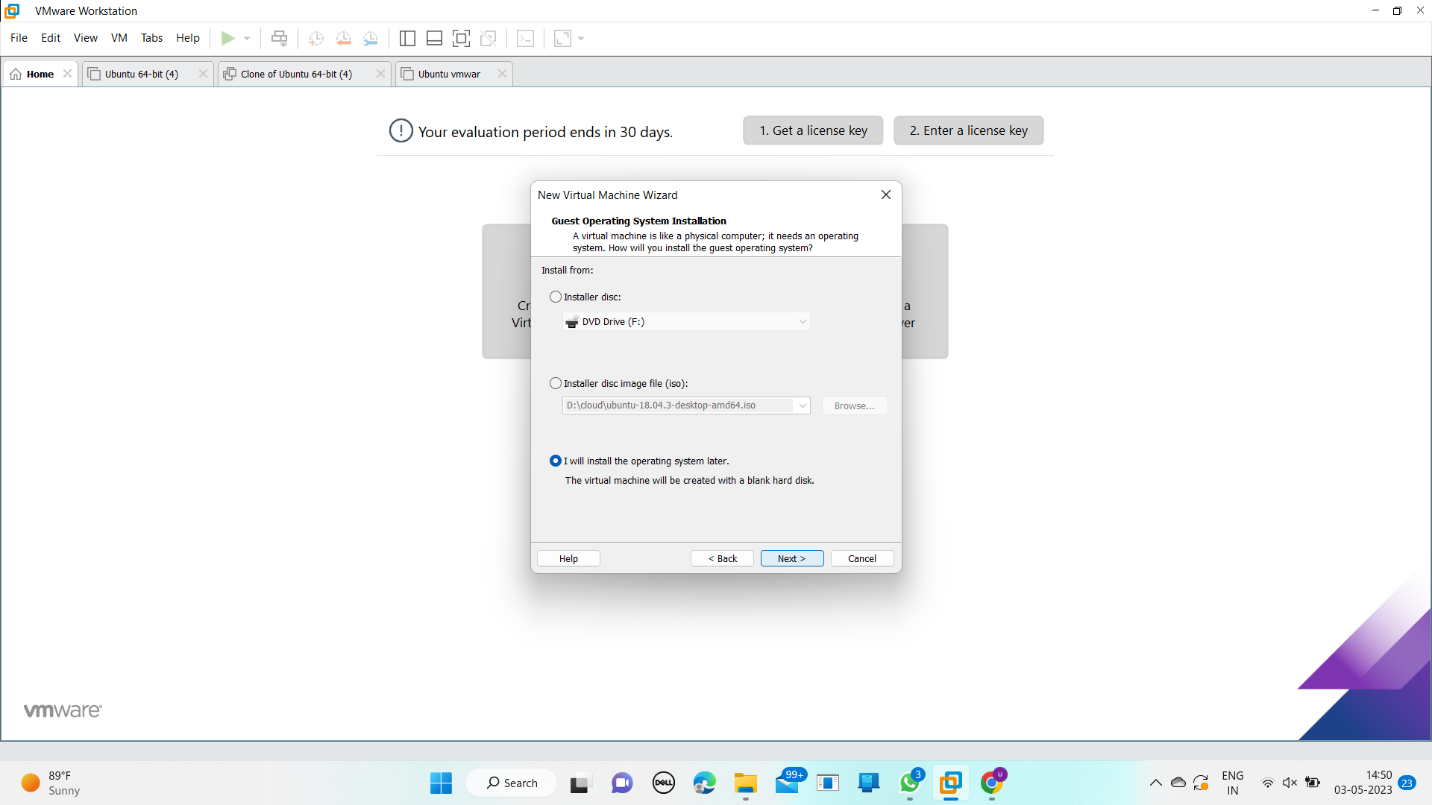 VMware Workstation
File Edit View VM Tabs Help
Home Ubuntu 64-bit (4) Clone of Ubuntu 64-bit (4) Ubuntu vmwar
Your evaluation period ends in 30 days. 1. Get a license key 2. Enter a license key
New Virtual Machine Wizard
Guest Operating System Installation
A virtual machine is like a physical computer; it needs an operating
system. How will you install the guest operating system?
Install from:
Installer disc:
Cr a
DVD Drive (F:)
Virt ver
Installer disc image file (iso):
D:\cloud\ubuntu-18.04.3-desktop-amd64.iso Browse...
I will install the operating system later.
The virtual machine will be created with a blank hard disk.
Help < Back Next > Cancel
vmware
89°F
Sunny
Search
DELL
99+
3
u
ENG
IN
14:50
03-05-2023
23